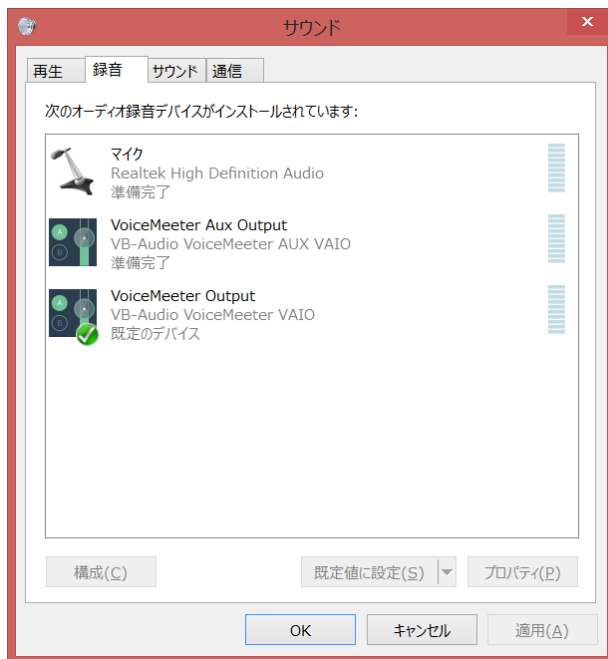 サウンド
再生
録音
サウンド
通信
次のオーディオ録音デバイスがインストールされています:
マイク
Realtek High Definition Audio
準備完了
VoiceMeeter Aux Output
VB-Audio VoiceMeeter AUX VAIO
準備完了
VoiceMeeter Output
VB-Audio VoiceMeeter VAIO
既定のデバイス
構成(C)
既定値に設定(S)
プロパティ(P)
OK
キャンセル
適用(A)